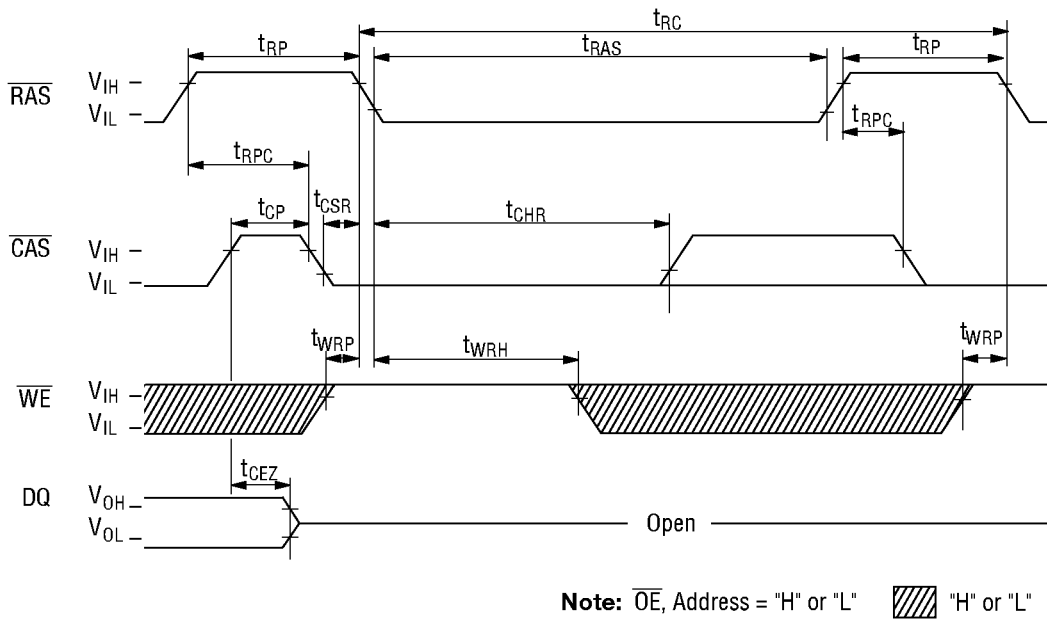 tRC
tRP tRAS tRP
RAS VIH
VIL
tRPC tRPC
tCP tCSR tCHR
CAS VIH
VIL
tWRP tWRH tWRP
WE VIH
VIL
tCEZ
DQ VOH
VOL
Open
Note: OE, Address = "H" or "L" "H" or "L"